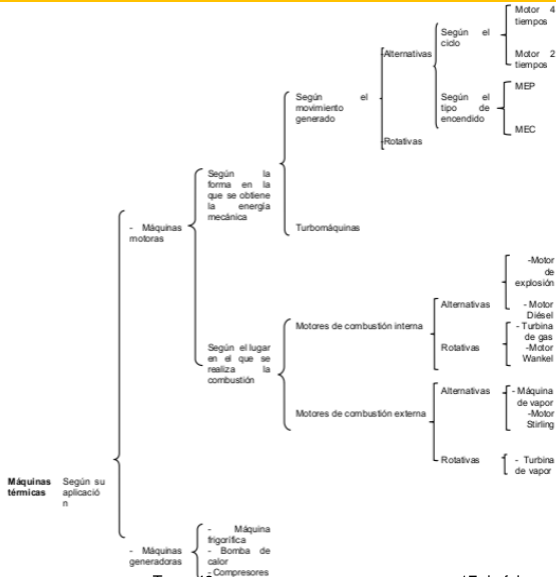 Máquinas
térmicas
Según su
aplicació
n
- Máquinas
motoras
Según la
forma en la
que se obtiene
la energía
mecánica
Según el
movimiento
generado
Alternativas
Según el
ciclo
Motor 4
tiempos
Motor 2
tiempos
Según el
tipo de
encendido
MEP
MEC
Rotativas
Turbomáquinas
Según el lugar
en el que se
realiza la
combustión
Motores de combustión interna
Alternativas
-Motor
de
explosión
- Motor
Diésel
Rotativas
- Turbina
de gas
-Motor
Wankel
Motores de combustión externa
Alternativas
- Máquina
de vapor
-Motor
Stirling
Rotativas
- Turbina
de vapor
- Máquinas
generadoras
- Máquina
frigorífica
- Bomba de
calor
- Compresores